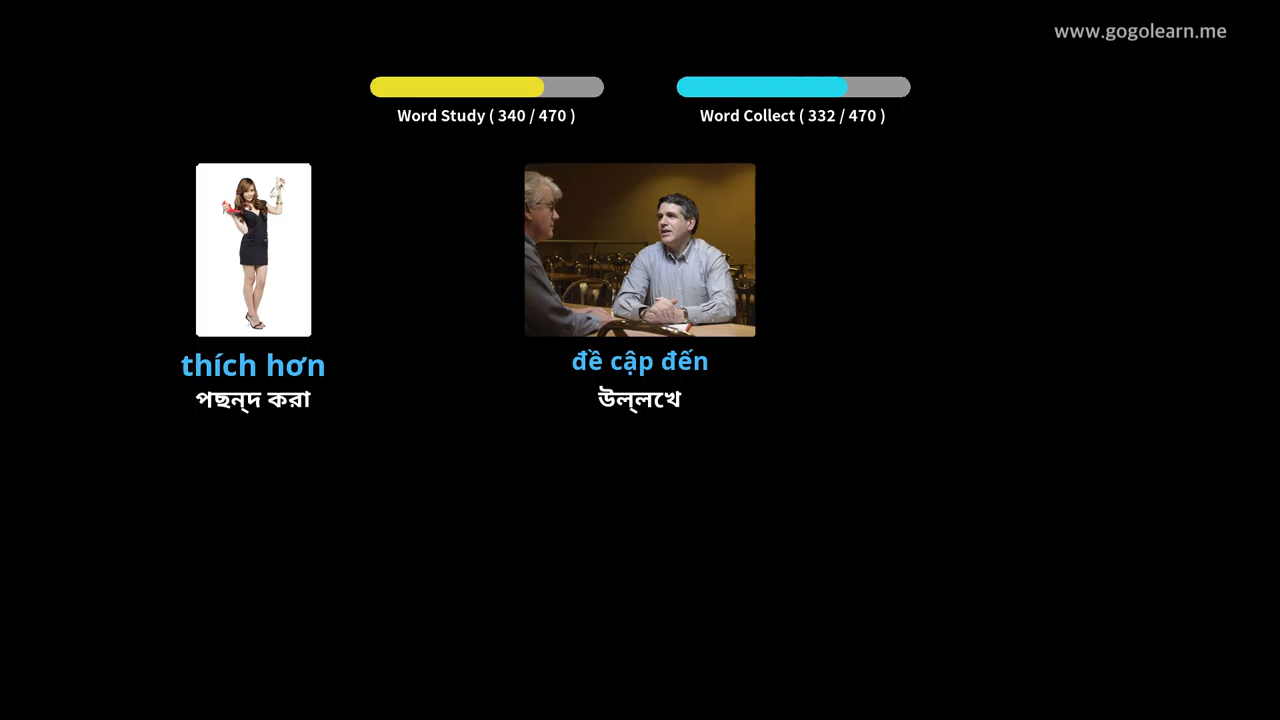 www.gogolearn.me
Word Study ( 340 / 470 )
Word Collect ( 332 / 470 )
thích hơn
পছন্দ করা
đề cập đến
উল্লখে